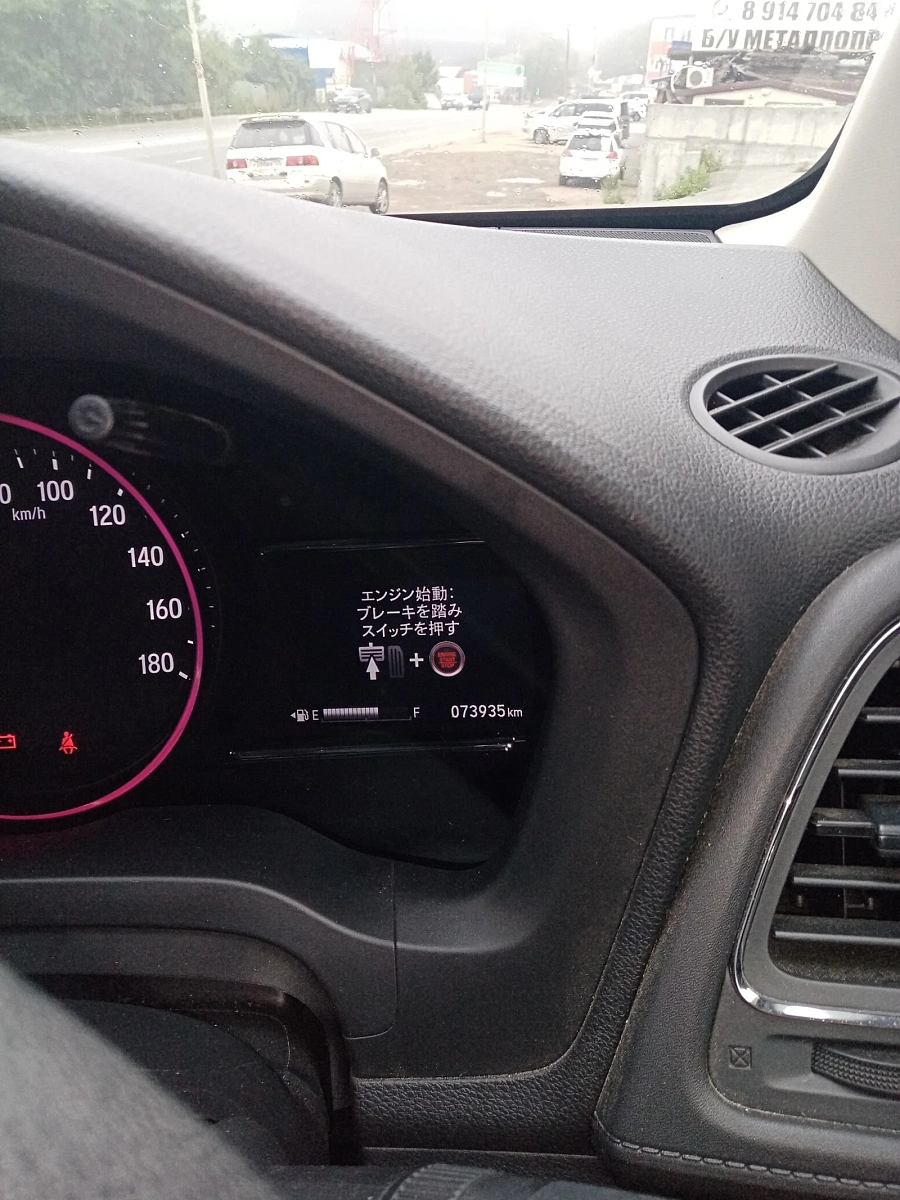 8 914 704 84
Б/У МЕТАЛЛОПР
100
km/h
120
140
160
180
エンジン始動:
ブレーキを踏み
スイッチを押す
+
E F 073935 km